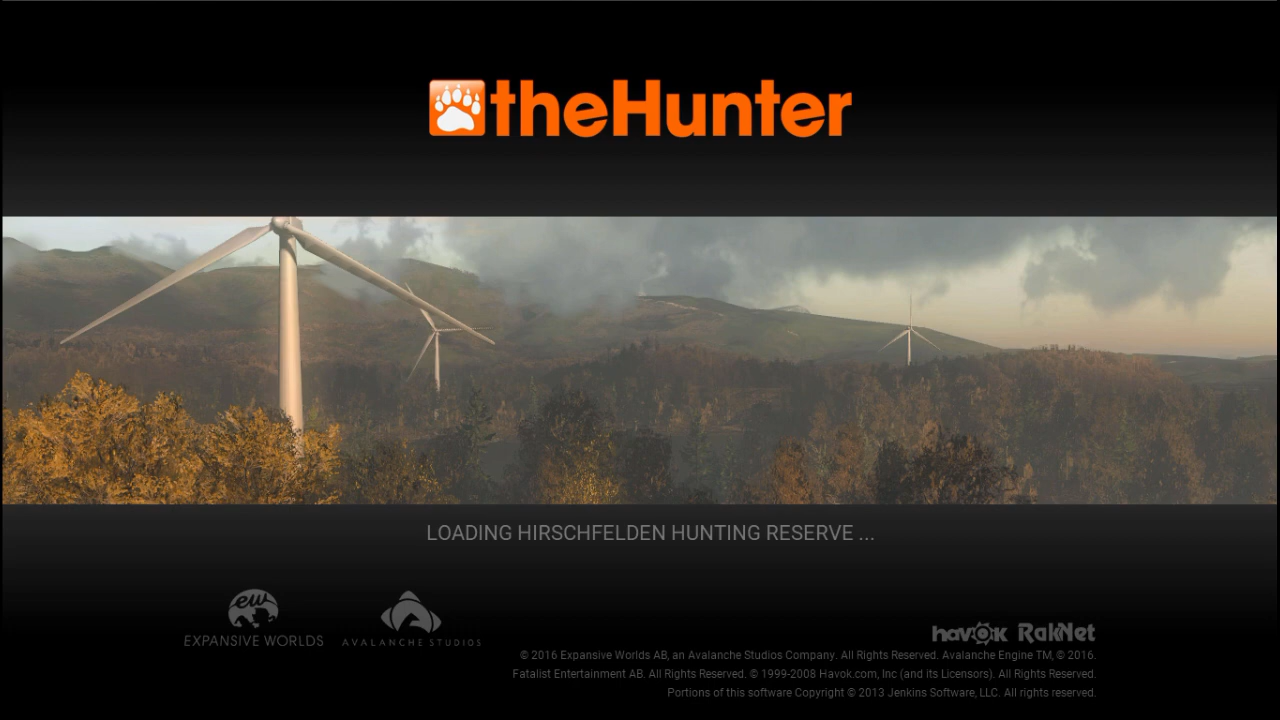 theHunter
LOADING HIRSCHFELDEN HUNTING RESERVE ...
ew
EXPANSIVE WORLDS
AVALANCHE STUDIOS
havok RakNet
© 2016 Expansive Worlds AB, an Avalanche Studios Company. All Rights Reserved. Avalanche Engine TM, © 2016.
Fatalist Entertainment AB. All Rights Reserved. © 1999-2008 Havok.com, Inc (and its Licensors). All Rights Reserved.
Portions of this software Copyright © 2013 Jenkins Software, LLC. All rights reserved.